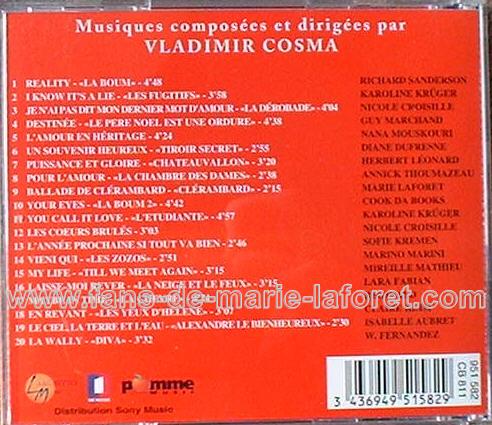 Musiques composées et dirigées par
VLADIMIR COSMA
1 REALITY - «LA BOUM» - 4'48 RICHARD SANDERSON
2 I KNOW IT'S A LIE - «LES FUGITIFS» - 3'58 KAROLINE KRÜGER
3 JE N'AI PAS DIT MON DERNIER MOT D'AMOUR - «LA DÉROBADE» - 4'04 NICOLE CROISILLE
4 DESTINÉE - «LE PERE NOEL EST UNE ORDURE» - 4'38 GUY MARCHAND
5 L'AMOUR EN HÉRITAGE - 4'24 NANA MOUSKOURI
6 UN SOUVENIR HEUREUX - «TIROIR SECRET» - 2'55 DIANE DUFRENNE
7 PUISSANCE ET GLOIRE - «CHATEAUVALLON» - 3'20 HERBERT LÉONARD
8 POUR L'AMOUR - «LA CHAMBRE DES DAMES» - 2'38 ANNICK THOUMAZEAU
9 BALLADE DE CLÉRAMBARD - «CLÉRAMBARD» - 2'15 MARIE LAFORET
10 YOUR EYES - «LA BOUM 2» - 4'42 COOK DA BOOKS
11 YOU CALL IT LOVE - «L'ETUDIANTE» - 4'57 KAROLINE KRÜGER
12 LES COEURS BRULÉS - 3'03 NICOLE CROISILLE
13 L'ANNÉE PROCHAINE SI TOUT VA BIEN - 2'46 SOFIE KREMEN
14 VIENI QUI - «LES ZOZOS» - 2'51 MARINO MARINI
15 MY LIFE - «TILL WE MEET AGAIN» - 3'15 MIREILLE MATHIEU
16 LAISSE-MOI RÊVER - «LA NEIGE ET LE FEU» - 3'15 LARA FABIAN
www.fans-de-marie-laforet.com
18 EN REVANT - «LES YEUX D'HELENE» - 3'07
19 LE CIEL, LA TERRE ET L'EAU - «ALEXANDRE LE BIENHEUREUX» - 2'30 ISABELLE AUBRET
20 LA WALLY - «DIVA» - 3'32 W. FERNANDEZ
LM pomme
MUSIC
Distribution Sony Music
3 436949 515829
951 582
CB 811